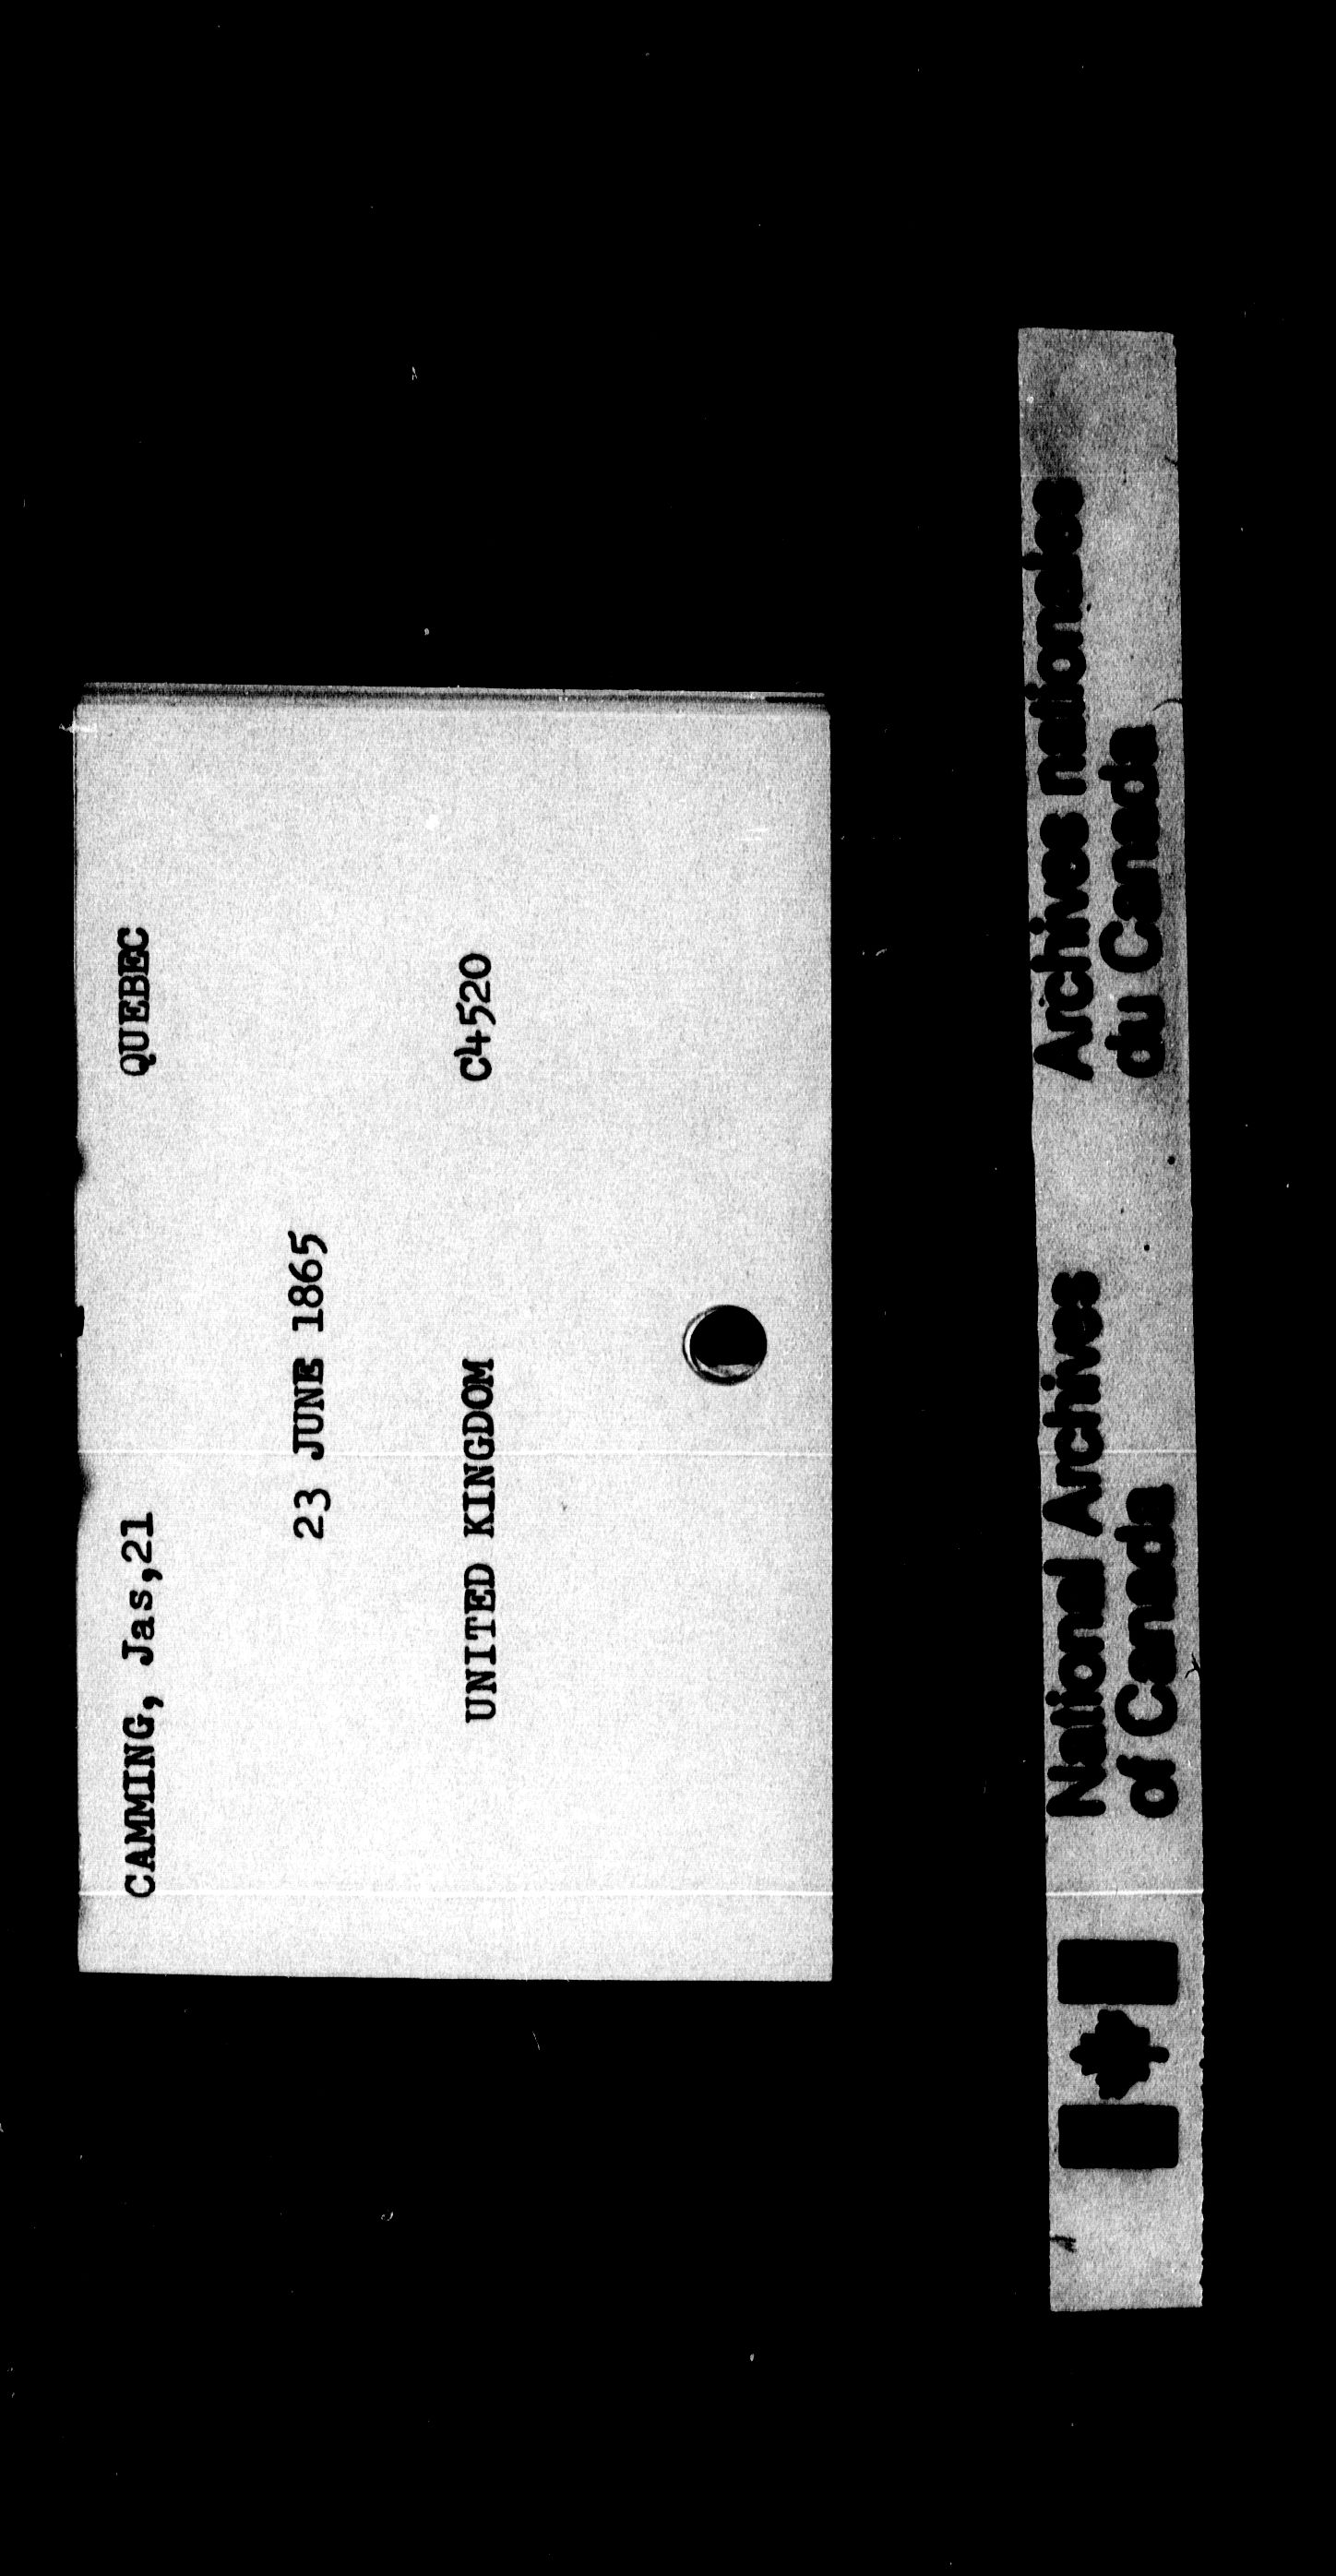 CAMMING, Jas,21 QUEBEC
23 JUNE 1865
UNITED KINGDOM C4520
National Archives
of Canada
Archives nationales
du Canada